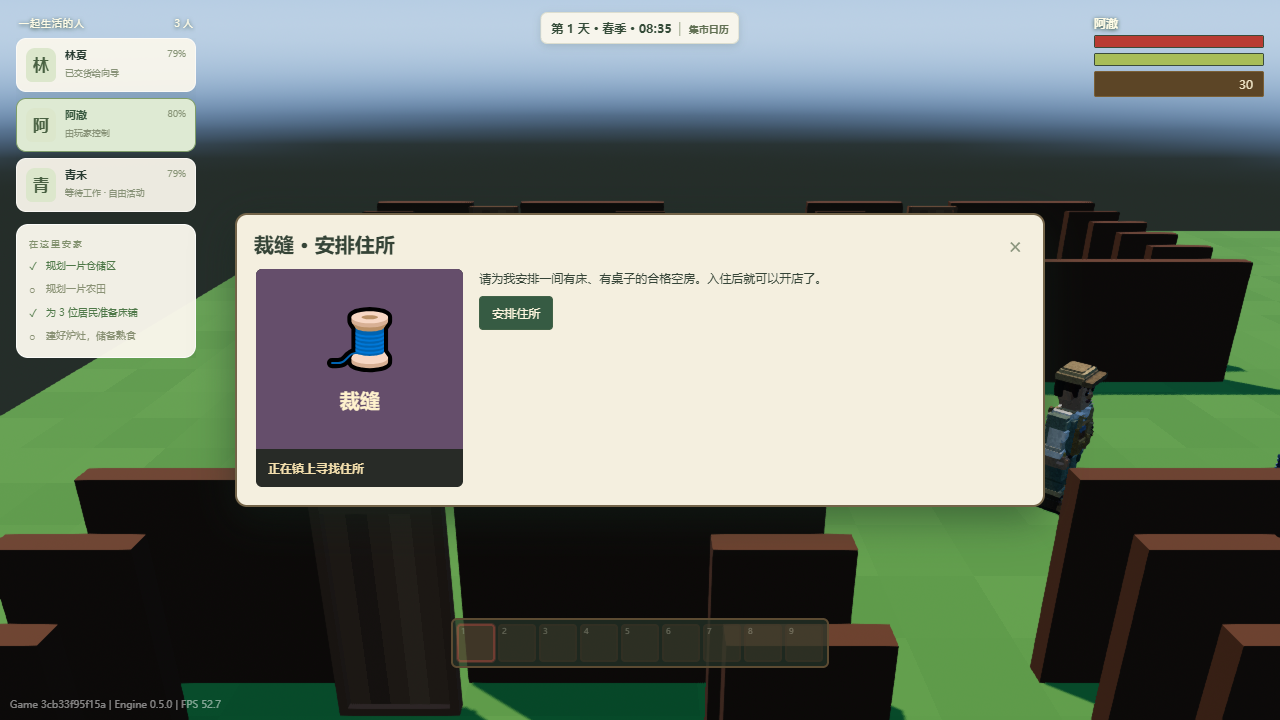 一起生活的人 3 人
林 林夏 79%
已交货给向导
阿 阿澈 80%
由玩家控制
青 青禾 79%
等待工作 · 自由活动
在这里安家
✓ 规划一片仓储区
○ 规划一片农田
✓ 为 3 位居民准备床铺
○ 建好炉灶，储备熟食
第 1 天 • 春季 • 08:35 | 集市日历
阿澈
30
裁缝 • 安排住所 ×
请为我安排一间有床、有桌子的合格空房。入住后就可以开店了。
安排住所
裁缝
正在镇上寻找住所
1 2 3 4 5 6 7 8 9
Game 3cb33f95f15a | Engine 0.5.0 | FPS 52.7